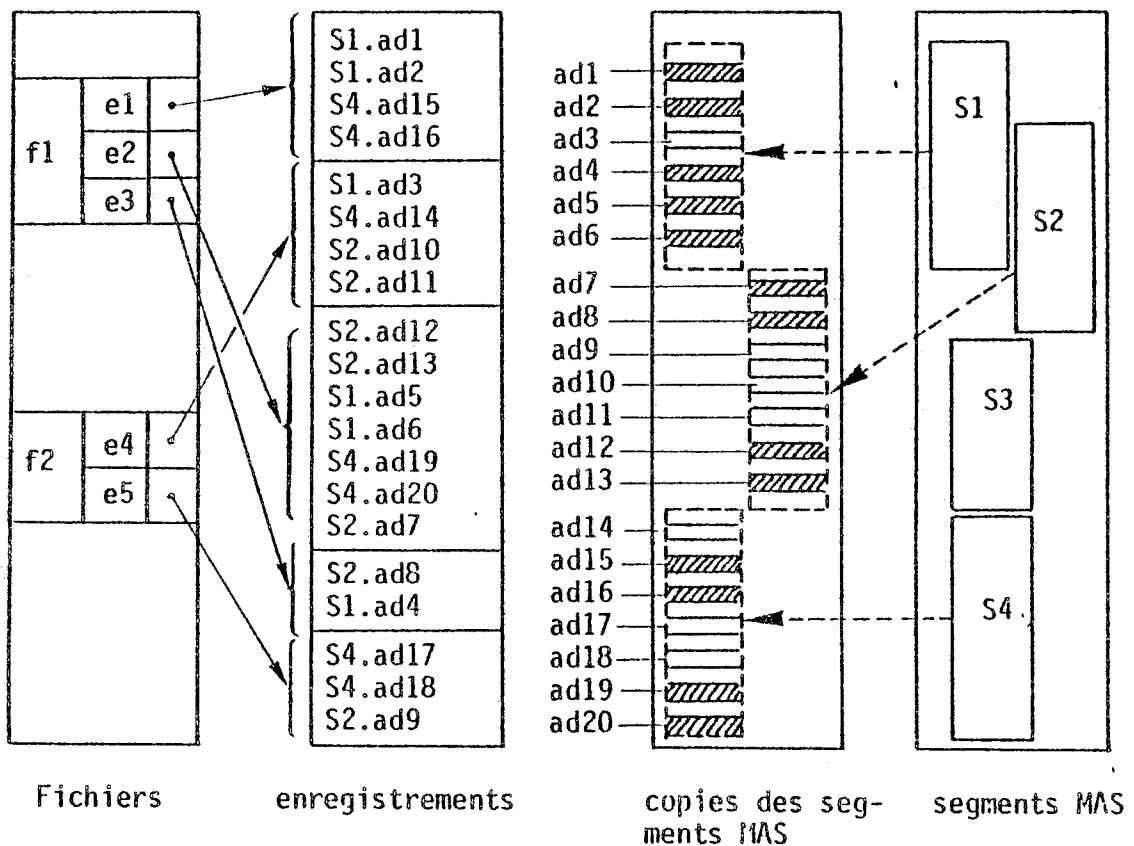 f1
e1
e2
e3
f2
e4
e5
Fichiers
S1.ad1
S1.ad2
S4.ad15
S4.ad16
S1.ad3
S4.ad14
S2.ad10
S2.ad11
S2.ad12
S2.ad13
S1.ad5
S1.ad6
S4.ad19
S4.ad20
S2.ad7
S2.ad8
S1.ad4
S4.ad17
S4.ad18
S2.ad9
enregistrements
ad1
ad2
ad3
ad4
ad5
ad6
ad7
ad8
ad9
ad10
ad11
ad12
ad13
ad14
ad15
ad16
ad17
ad18
ad19
ad20
copies des seg-
ments MAS
S1
S2
S3
S4
segments MAS